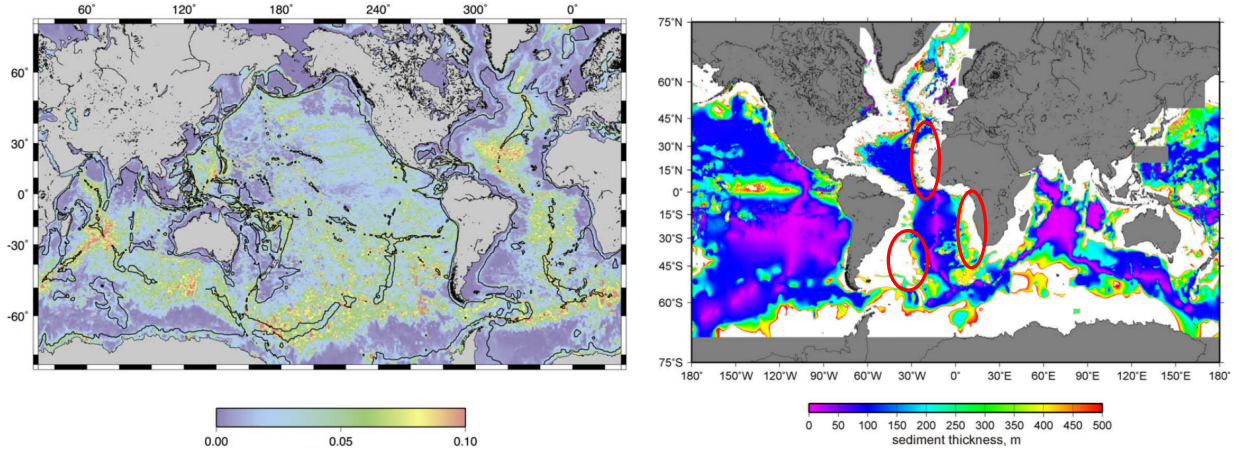 60° 120° 180° 240° 300° 0°
60°
30°
0°
-30°
-60°
0.00 0.05 0.10
75°N
60°N
45°N
30°N
15°N
0°
15°S
30°S
45°S
60°S
75°S
180° 150°W 120°W 90°W 60°W 30°W 0° 30°E 60°E 90°E 120°E 150°E 180°
0 50 100 150 200 250 300 350 400 450 500
sediment thickness, m